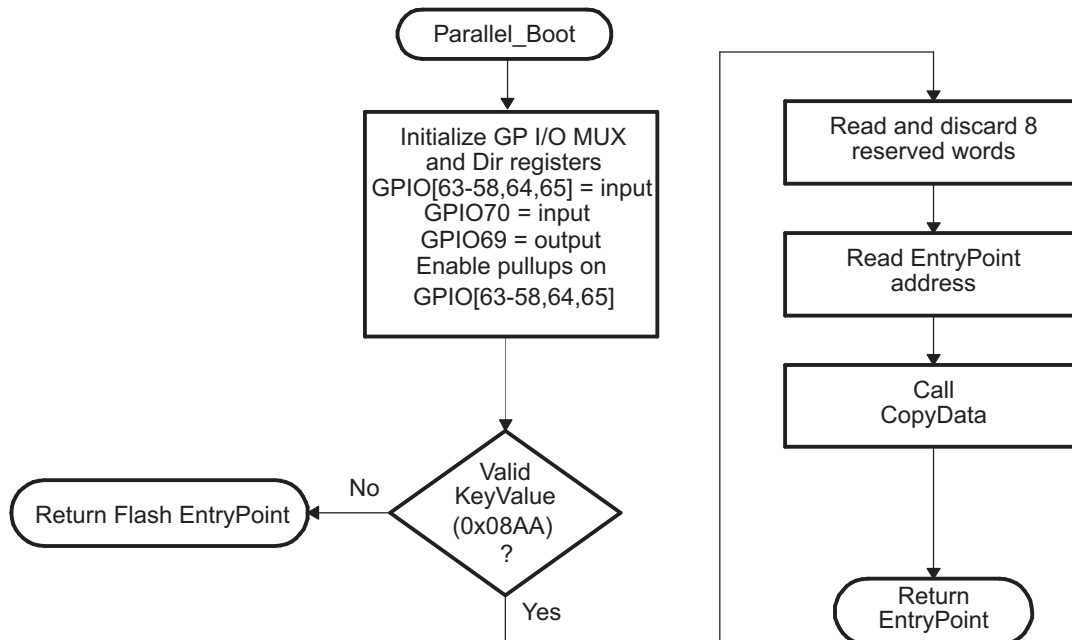 Parallel_Boot
Initialize GP I/O MUX
and Dir registers
GPIO[63-58,64,65] = input
GPIO70 = input
GPIO69 = output
Enable pullups on
GPIO[63-58,64,65]
Valid
KeyValue
(0x08AA)
?
No
Return Flash EntryPoint
Yes
Read and discard 8
reserved words
Read EntryPoint
address
Call
CopyData
Return
EntryPoint